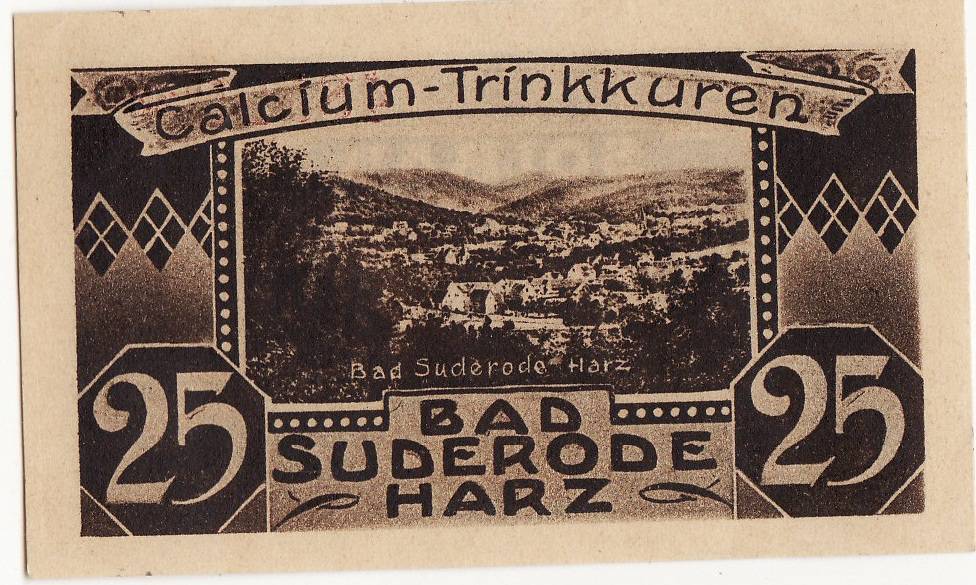 Calcium-Trinkkuren
Bad Suderode Harz
BAD
25 SUDERODE 25
HARZ